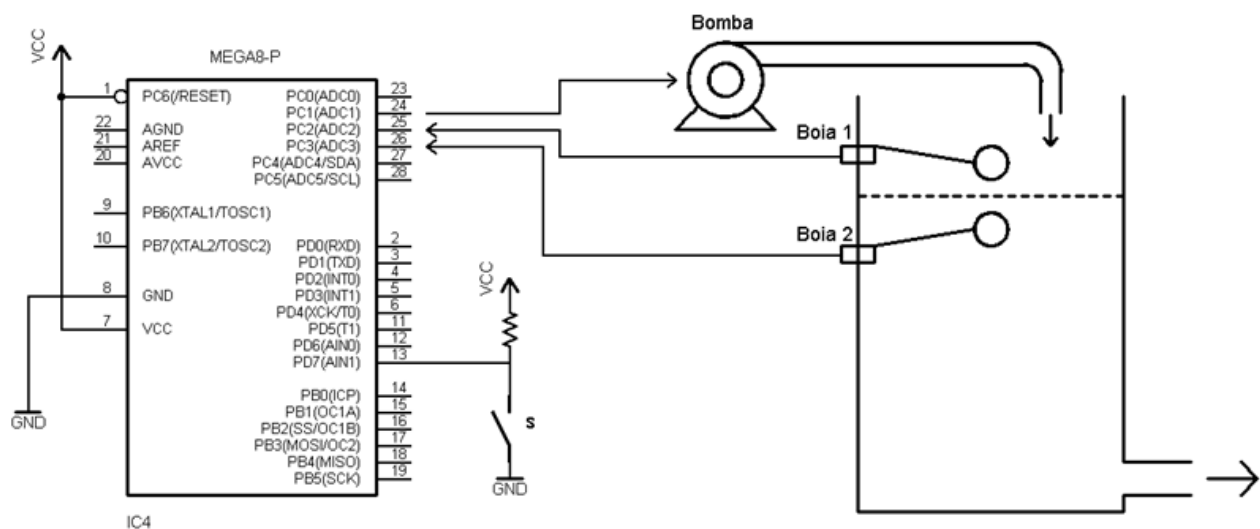 VCC
MEGA8-P
1 PC6(/RESET)
22 AGND
21 AREF
20 AVCC
9 PB6(XTAL1/TOSC1)
10 PB7(XTAL2/TOSC2)
8 GND
7 VCC
GND
PC0(ADC0) 23
PC1(ADC1) 24
PC2(ADC2) 25
PC3(ADC3) 26
PC4(ADC4/SDA) 27
PC5(ADC5/SCL) 28
PD0(RXD) 2
PD1(TXD) 3
PD2(INT0) 4
PD3(INT1) 5
PD4(XCK/T0) 6
PD5(T1) 11
PD6(AIN0) 12
PD7(AIN1) 13
PB0(ICP) 14
PB1(OC1A) 15
PB2(SS/OC1B) 16
PB3(MOSI/OC2) 17
PB4(MISO) 18
PB5(SCK) 19
IC4
VCC
S
GND
Bomba
Boia 1
Boia 2